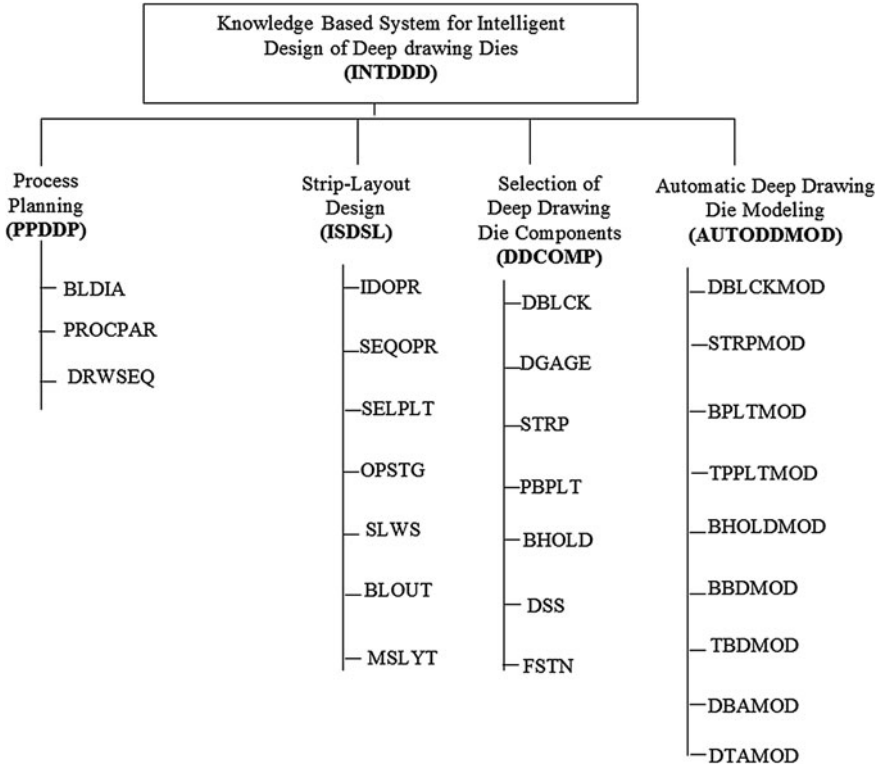 Knowledge Based System for Intelligent
Design of Deep drawing Dies
(INTDDD)
Process
Planning
(PPDDP)
BLDIA
PROCPAR
DRWSEQ
Strip-Layout
Design
(ISDSL)
IDOPR
SEQOPR
SELPLT
OPSTG
SLWS
BLOUT
MSLYT
Selection of
Deep Drawing
Die Components
(DDCOMP)
DBLCK
DGAGE
STRP
PBPLT
BHOLD
DSS
FSTN
Automatic Deep Drawing
Die Modeling
(AUTODDMOD)
DBLCKMOD
STRPMOD
BPLTMOD
TPPLTMOD
BHOLDMOD
BBDMOD
TBDMOD
DBAMOD
DTAMOD